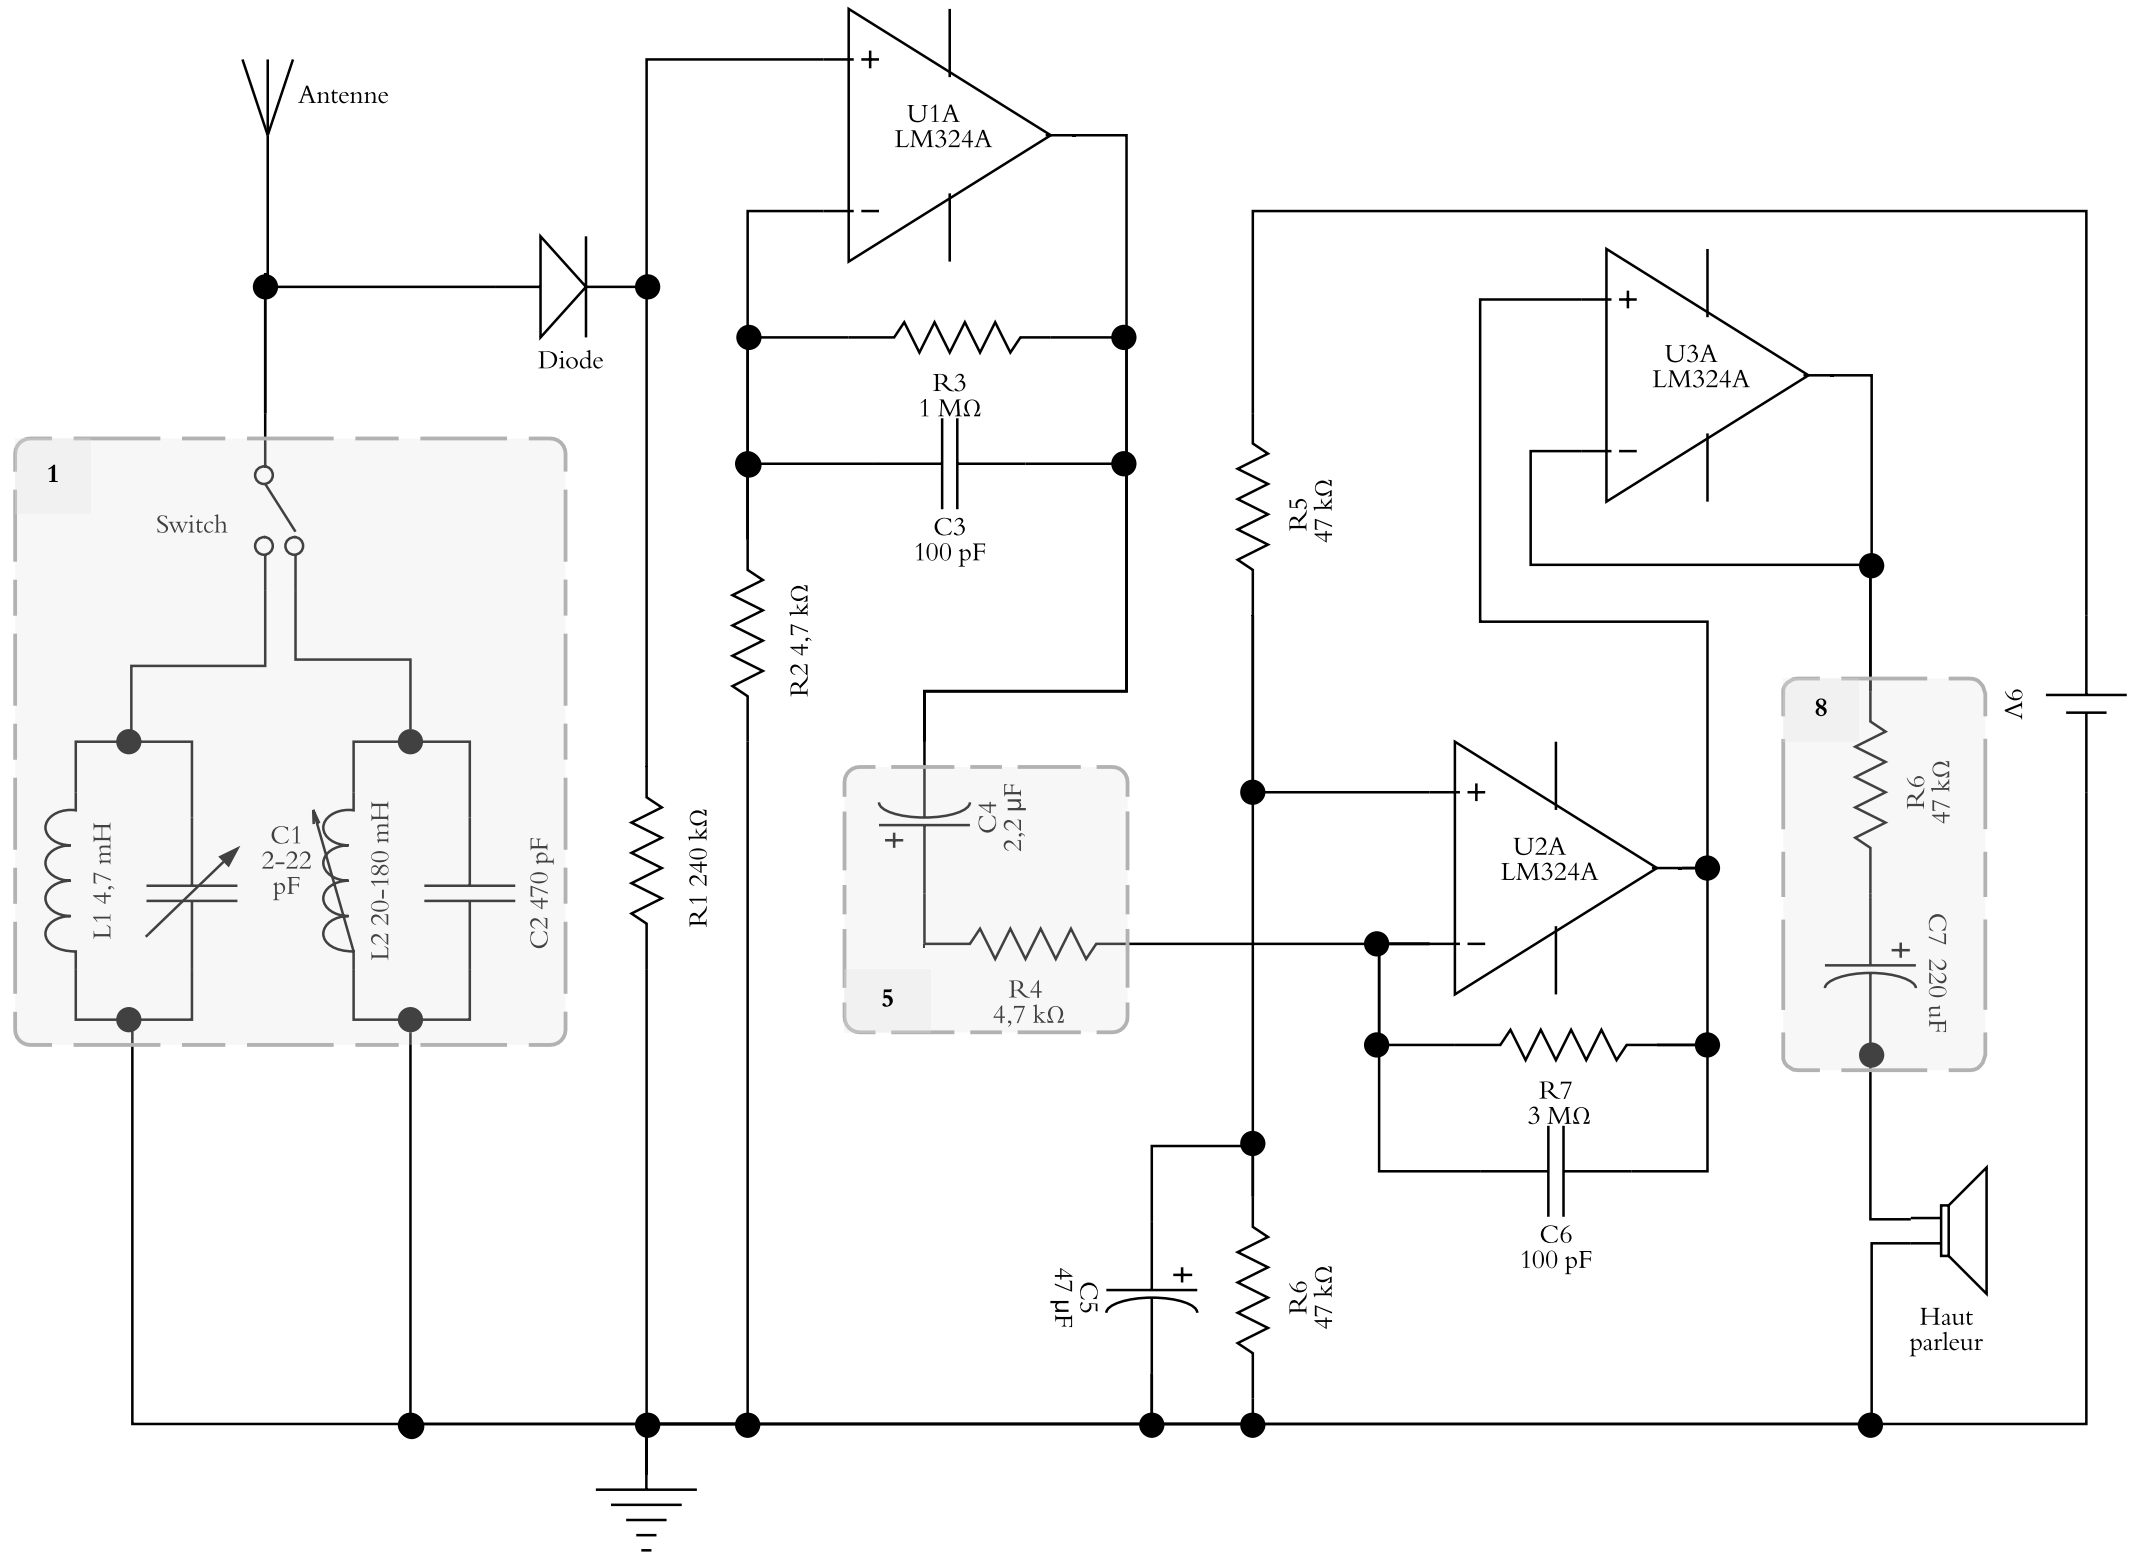 Antenne
+
U1A
LM324A
−
Diode
R3
1 MΩ
C3
100 pF
1
Switch
R2 4,7 kΩ
R5
47 kΩ
+
U3A
LM324A
−
L1 4,7 mH
C1
2-22
pF
L2 20-180 mH
C2 470 pF
R1 240 kΩ
C4
2,2 µF
+
R4
4,7 kΩ
5
+
U2A
LM324A
−
R7
3 MΩ
C6
100 pF
8
R6
47 kΩ
+
C7 220 uF
9V
+
C5
47 µF
R6
47 kΩ
Haut
parleur